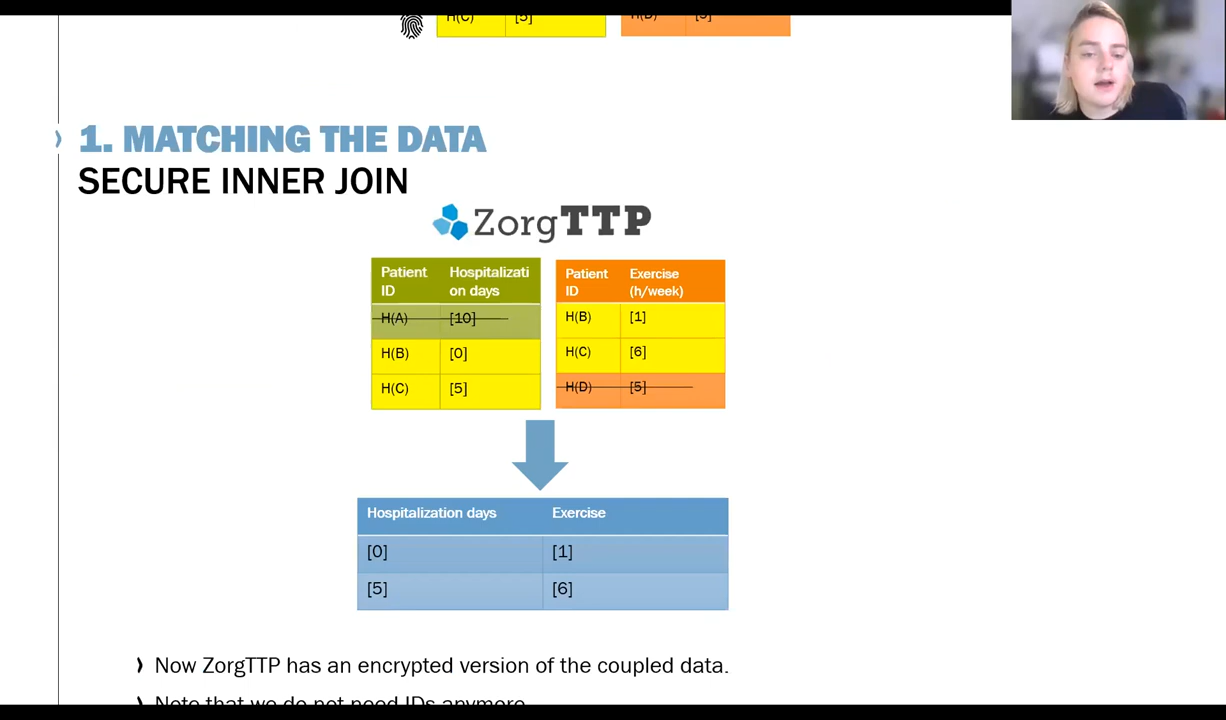 H(C) [5] H(D) [5]
1. MATCHING THE DATA
SECURE INNER JOIN
ZorgTTP
Patient ID Hospitalizati on days
H(A) [10]
H(B) [0]
H(C) [5]
Patient ID Exercise (h/week)
H(B) [1]
H(C) [6]
H(D) [5]
Hospitalization days Exercise
[0] [1]
[5] [6]
Now ZorgTTP has an encrypted version of the coupled data.
Note that we do not need IDs anymore